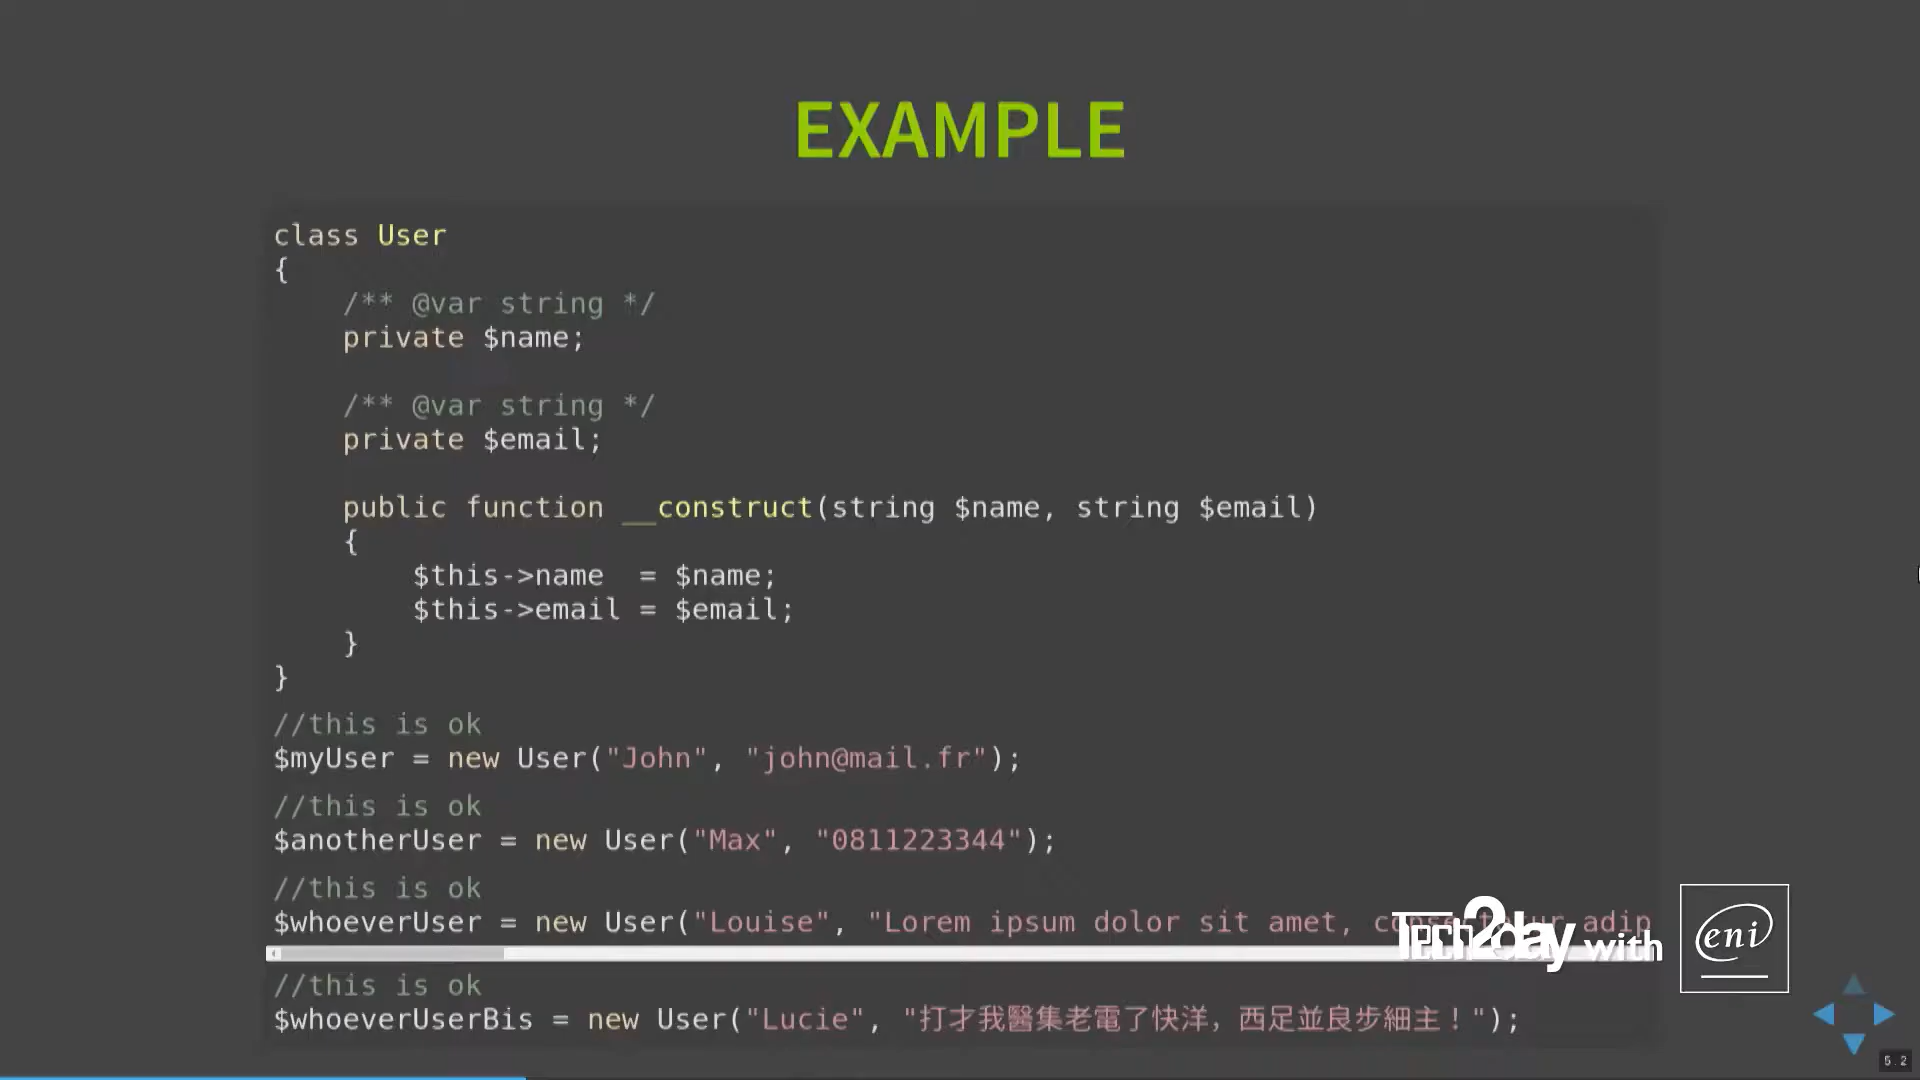 EXAMPLE
class User
{
    /** @var string */
    private $name;
    /** @var string */
    private $email;
    public function __construct(string $name, string $email)
    {
        $this->name  = $name;
        $this->email = $email;
    }
}
//this is ok
$myUser = new User("John", "john@mail.fr");
//this is ok
$anotherUser = new User("Max", "0811223344");
//this is ok
$whoeverUser = new User("Louise", "Lorem ipsum dolor sit amet, consectetur adip
//this is ok
$whoeverUserBis = new User("Lucie", "打才我醫集老電了快洋，西足並良步細主！");
Tech2day with
eni
5.2